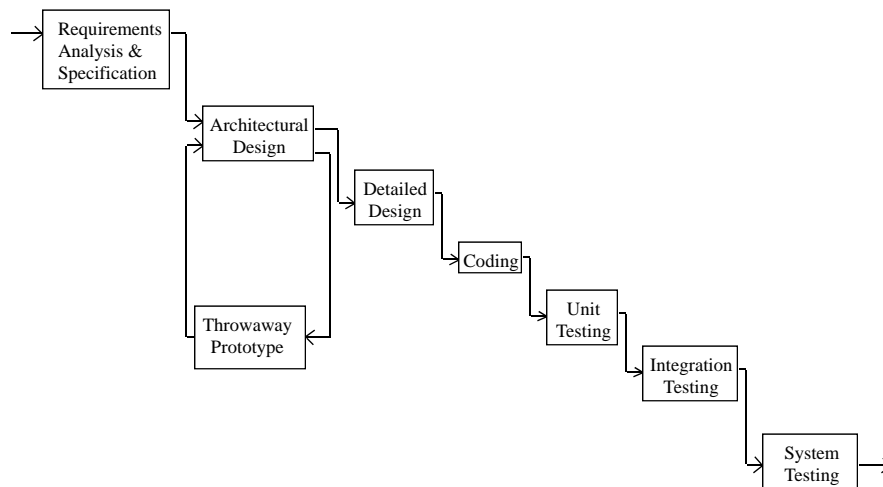 Requirements
Analysis &
Specification
Architectural
Design
Detailed
Design
Coding
Throwaway
Prototype
Unit
Testing
Integration
Testing
System
Testing